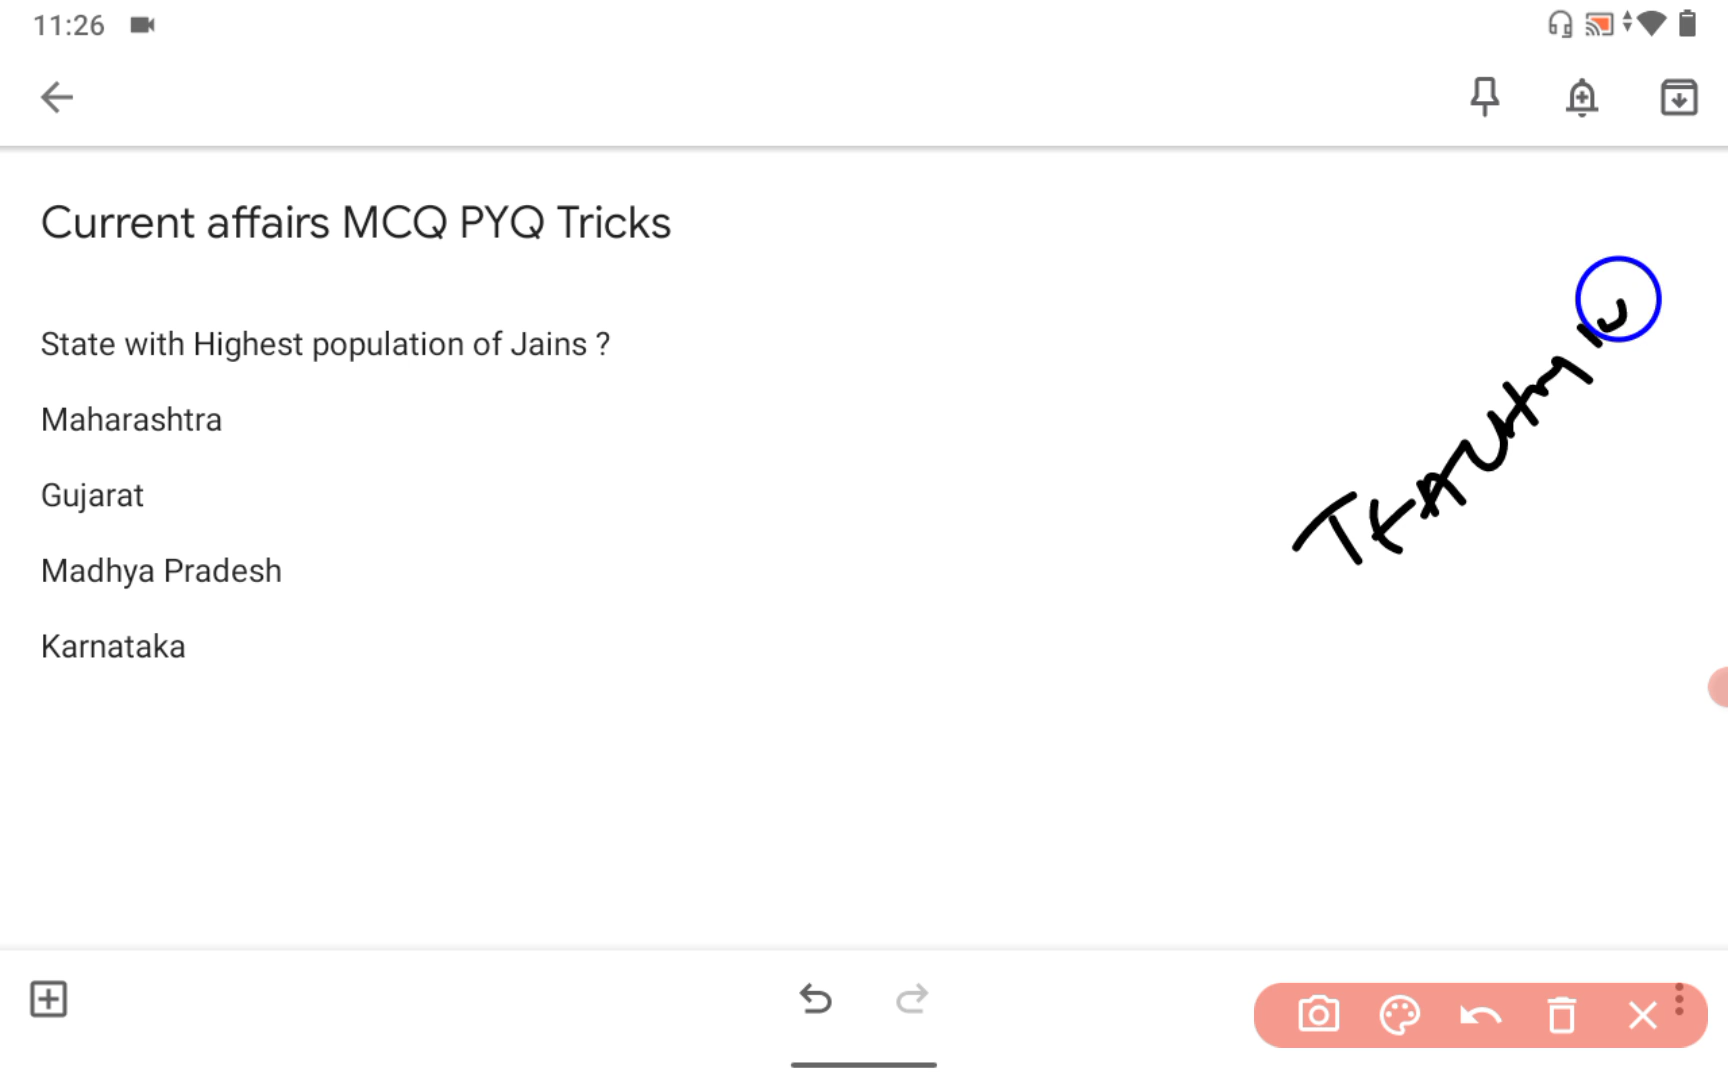 11:26
Current affairs MCQ PYQ Tricks
State with Highest population of Jains ?
Maharashtra
Gujarat
Madhya Pradesh
Karnataka